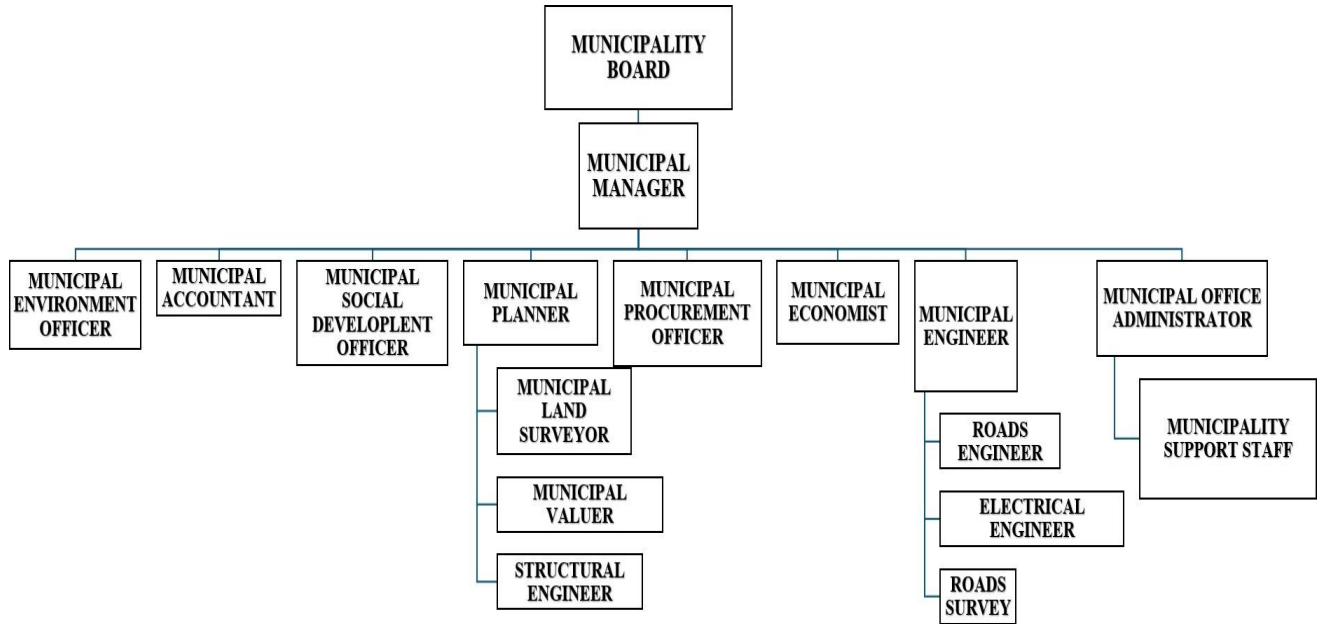 MUNICIPALITY
BOARD
MUNICIPAL
MANAGER
MUNICIPAL
ENVIRONMENT
OFFICER
MUNICIPAL
ACCOUNTANT
MUNICIPAL
SOCIAL
DEVELOPLENT
OFFICER
MUNICIPAL
PLANNER
MUNICIPAL
PROCUREMENT
OFFICER
MUNICIPAL
ECONOMIST
MUNICIPAL
ENGINEER
MUNICIPAL OFFICE
ADMINISTRATOR
MUNICIPAL
LAND
SURVEYOR
MUNICIPAL
VALUER
STRUCTURAL
ENGINEER
ROADS
ENGINEER
ELECTRICAL
ENGINEER
ROADS
SURVEY
MUNICIPALITY
SUPPORT STAFF